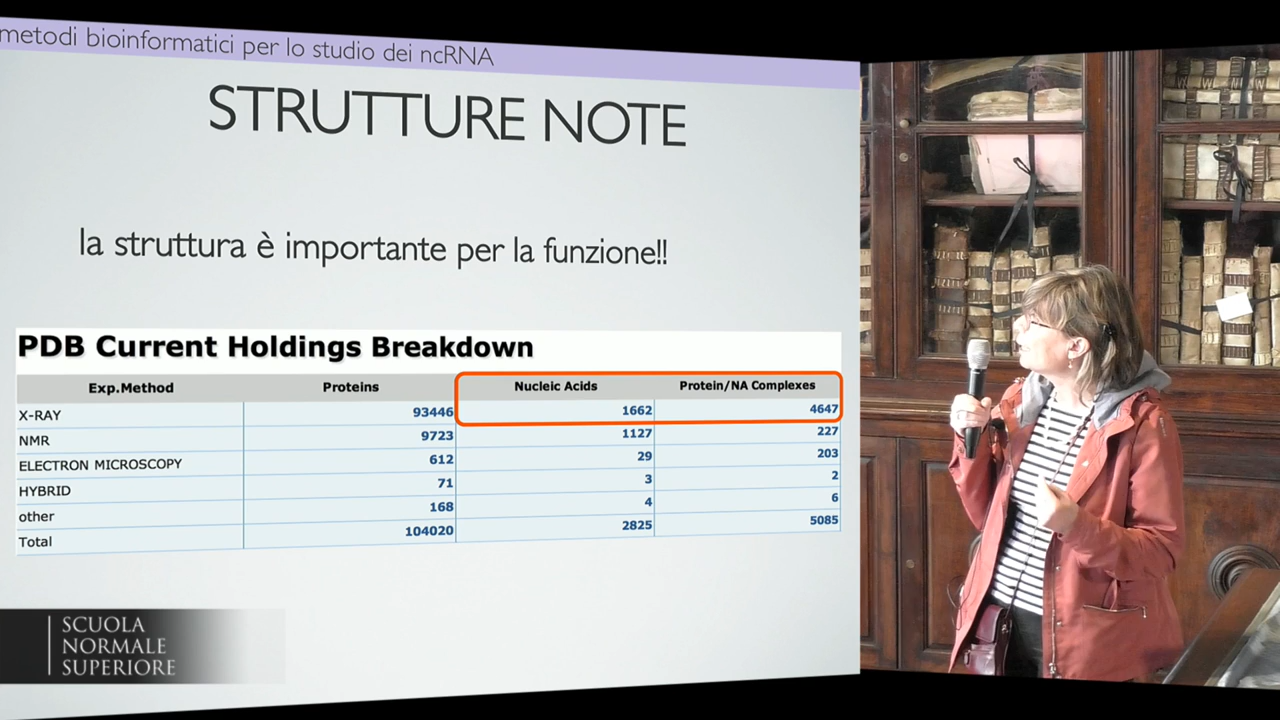 metodi bioinformatici per lo studio dei ncRNA
STRUTTURE NOTE
la struttura è importante per la funzione!!
PDB Current Holdings Breakdown
Exp.Method Proteins Nucleic Acids Protein/NA Complexes
X-RAY 93446 1662 4647
NMR 9723 1127 227
ELECTRON MICROSCOPY 612 29 203
HYBRID 71 3 2
other 168 4 6
Total 104020 2825 5085
SCUOLA
NORMALE
SUPERIORE